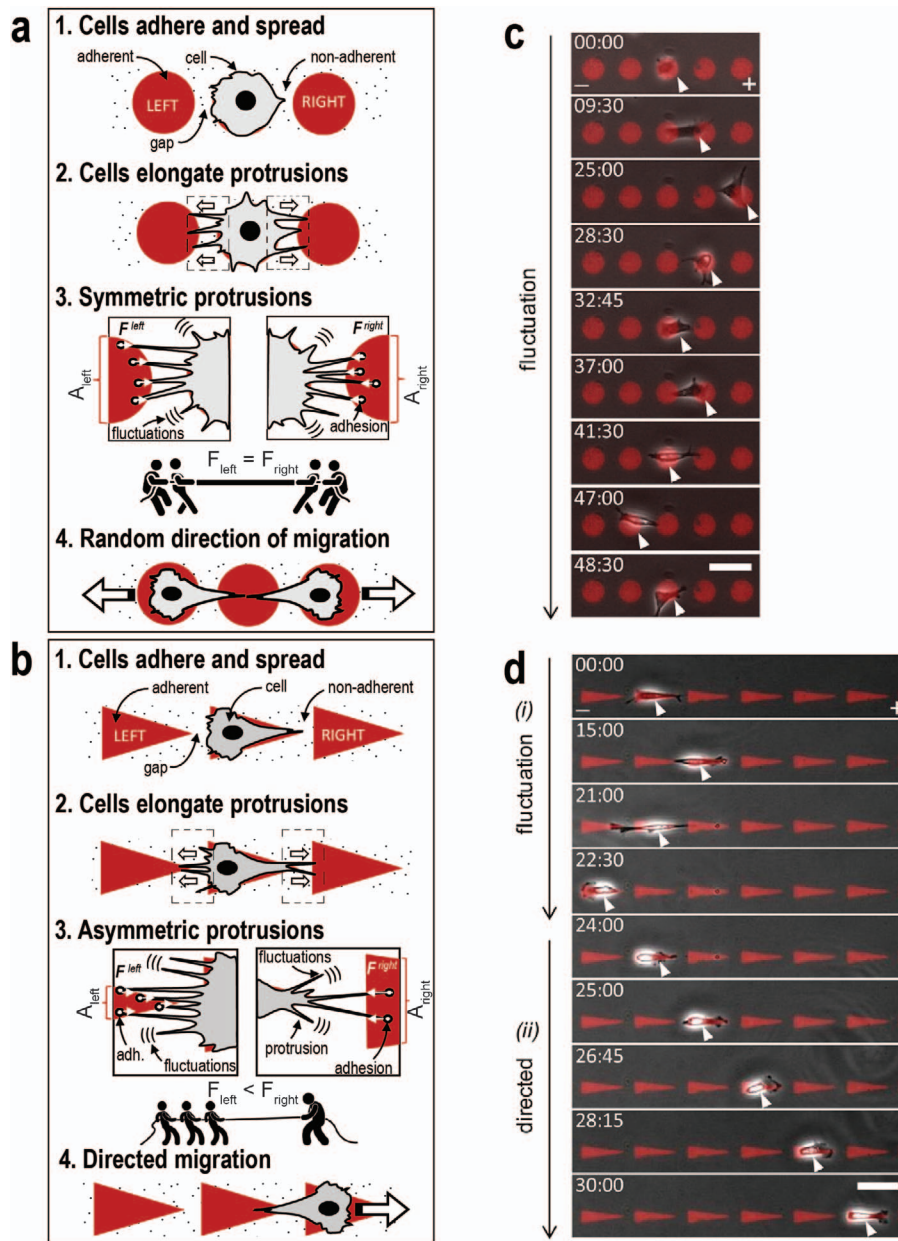 a
1. Cells adhere and spread
adherent
cell
non-adherent
LEFT
RIGHT
gap
2. Cells elongate protrusions
3. Symmetric protrusions
F left
F right
A left
A right
fluctuations
adhesion
F left = F right
4. Random direction of migration
b
1. Cells adhere and spread
adherent
cell
non-adherent
LEFT
RIGHT
gap
2. Cells elongate protrusions
3. Asymmetric protrusions
F left
fluctuations
F right
A left
A right
adh.
fluctuations
protrusion
adhesion
F left < F right
4. Directed migration
c
fluctuation
00:00
− +
09:30
25:00
28:30
32:45
37:00
41:30
47:00
48:30
d
(i)
fluctuation
00:00
− +
15:00
21:00
22:30
(ii)
directed
24:00
25:00
26:45
28:15
30:00